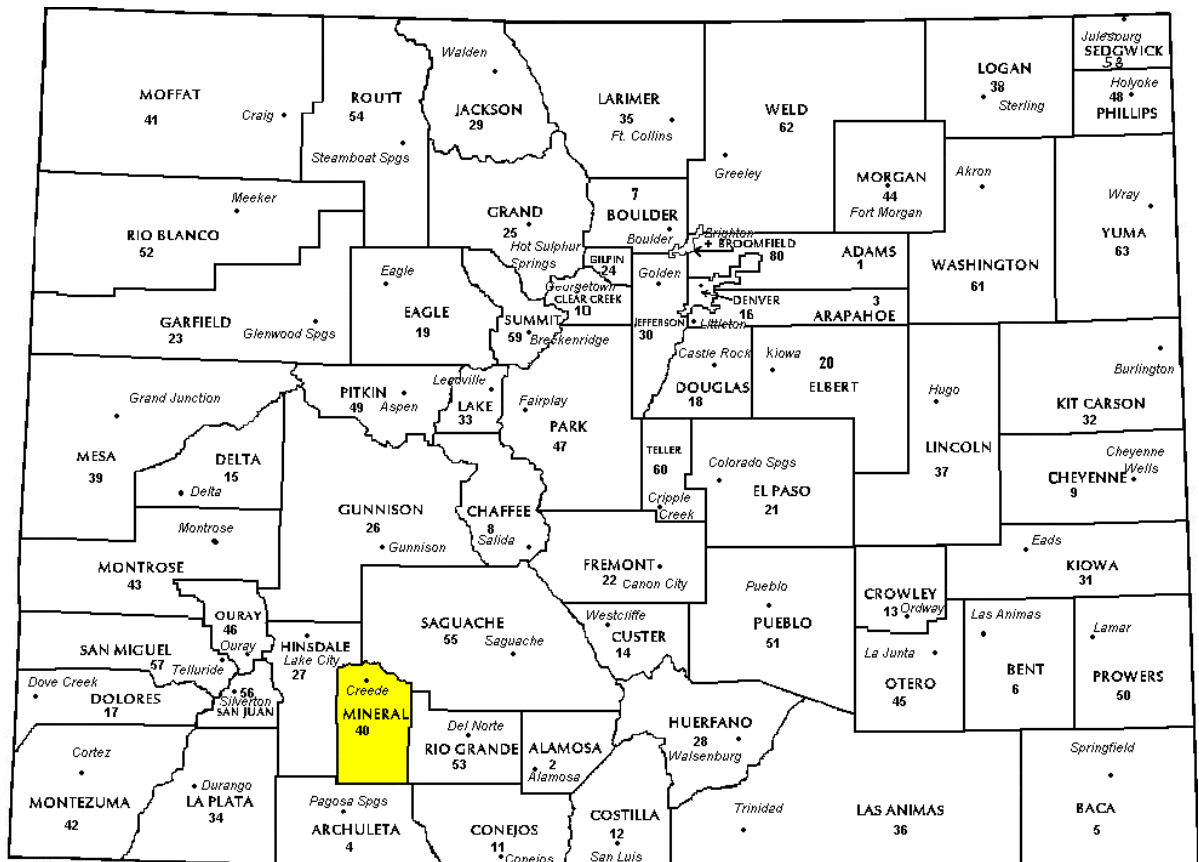 Julesburg
SEDGWICK
58
Walden
JACKSON
29
MOFFAT
41
Craig
ROUTT
54
Steamboat Spgs
LARIMER
35
Ft. Collins
WELD
62
Greeley
LOGAN
38
Sterling
Holyoke
48
PHILLIPS
MORGAN
44
Fort Morgan
Akron
WASHINGTON
61
Wray
YUMA
63
Meeker
RIO BLANCO
52
GRAND
25
Hot Sulphur
Springs
7
BOULDER
Boulder
Brighton
+ BROOMFIELD
80
ADAMS
1
GILPIN
24
Golden
JEFFERSON
30
Georgetown
CLEAR CREEK
10
DENVER
16
3
ARAPAHOE
Littleton
Eagle
EAGLE
19
GARFIELD
23
Glenwood Spgs
SUMMIT
59
Breckenridge
Castle Rock
DOUGLAS
18
kiowa
20
ELBERT
Burlington
KIT CARSON
32
Hugo
LINCOLN
37
Grand Junction
MESA
39
PITKIN
49
Aspen
Leadville
LAKE
33
Fairplay
PARK
47
DELTA
15
Delta
TELLER
60
Cripple
Creek
Colorado Spgs
EL PASO
21
Cheyenne
Wells
CHEYENNE
9
GUNNISON
26
Gunnison
CHAFFEE
8
Salida
Montrose
MONTROSE
43
FREMONT
22
Canon City
Eads
KIOWA
31
Pueblo
PUEBLO
51
CROWLEY
13
Ordway
OURAY
46
Ouray
SAN MIGUEL
57
Telluride
HINSDALE
Lake City
27
SAGUACHE
55
Saguache
Westcliffe
CUSTER
14
La Junta
OTERO
45
Las Animas
BENT
6
Lamar
PROWERS
50
Dove Creek
DOLORES
17
56
Silverton
SAN JUAN
Creede
MINERAL
40
Del Norte
RIO GRANDE
53
ALAMOSA
2
Alamosa
HUERFANO
28
Walsenburg
Cortez
MONTEZUMA
42
Durango
LA PLATA
34
Pagosa Spgs
ARCHULETA
4
CONEJOS
11
Conejos
COSTILLA
12
San Luis
Trinidad
LAS ANIMAS
36
Springfield
BACA
5